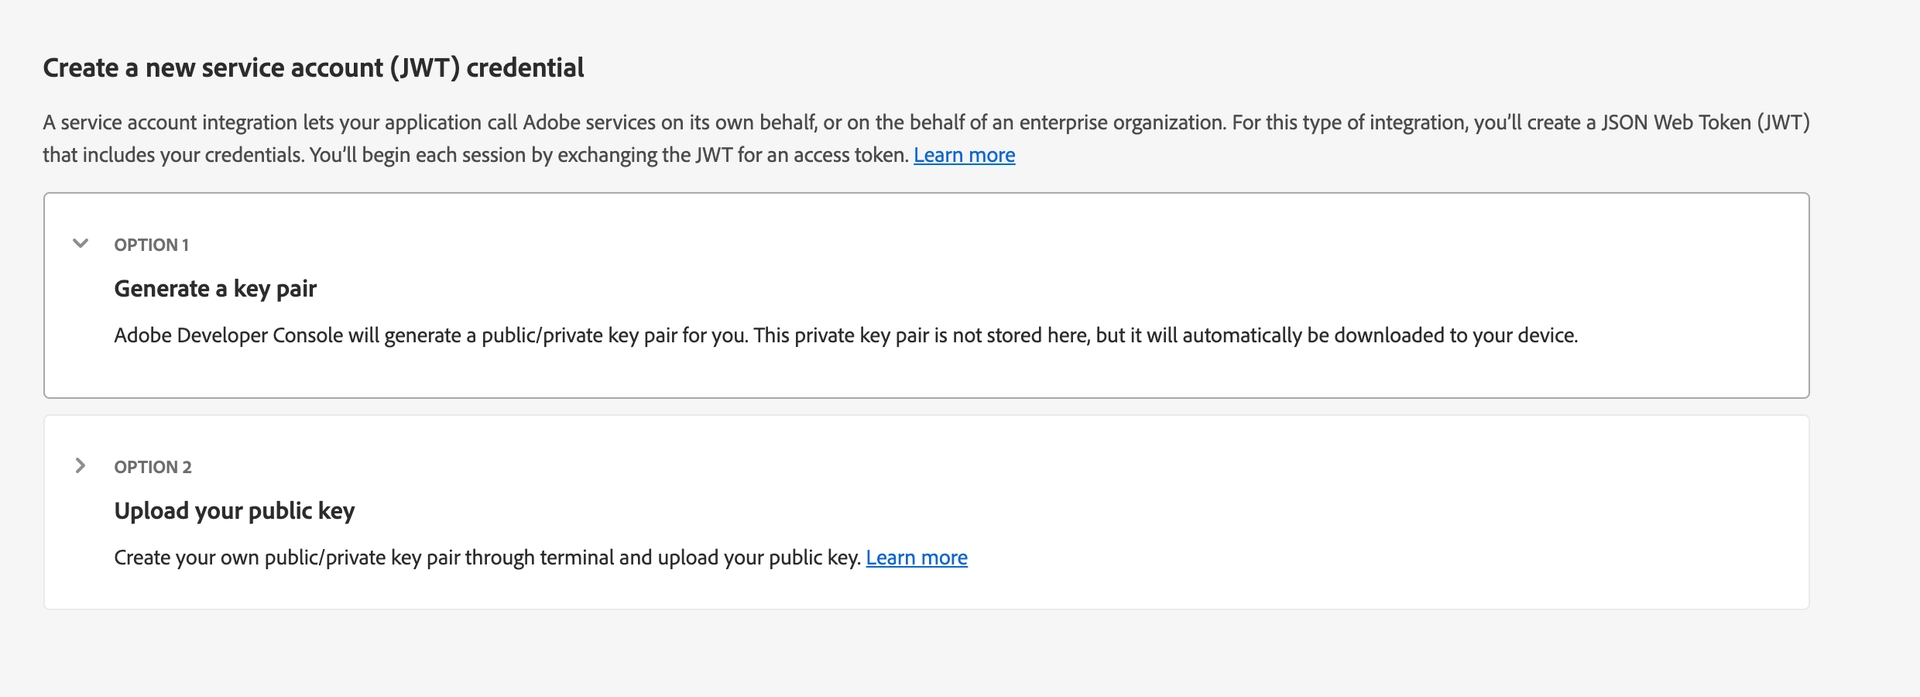 Create a new service account (JWT) credential
A service account integration lets your application call Adobe services on its own behalf, or on the behalf of an enterprise organization. For this type of integration, you’ll create a JSON Web Token (JWT)
that includes your credentials. You’ll begin each session by exchanging the JWT for an access token. Learn more
OPTION 1
Generate a key pair
Adobe Developer Console will generate a public/private key pair for you. This private key pair is not stored here, but it will automatically be downloaded to your device.
OPTION 2
Upload your public key
Create your own public/private key pair through terminal and upload your public key. Learn more